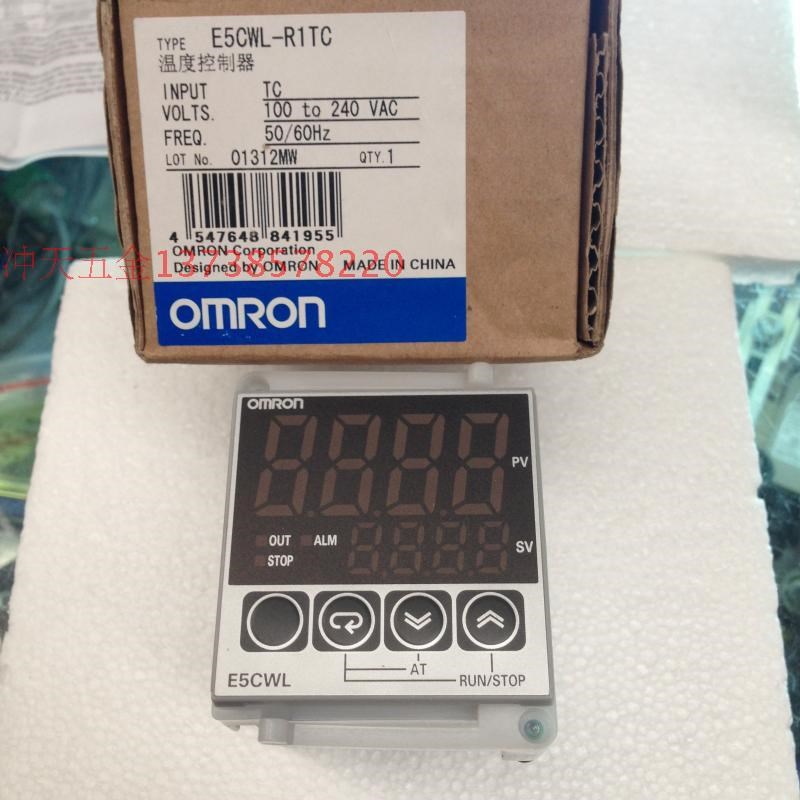 TYPE E5CWL-R1TC
温度控制器
INPUT TC
VOLTS. 100 to 240 VAC
FREQ. 50/60Hz
LOT No. 01312MW QTY.1
4 547648 841955
OMRON Corporation
冲天五金13738578220
Designed by OMRON MADE IN CHINA
OMRON
OMRON
PV
OUT ALM
SV
STOP
AT
E5CWL RUN/STOP